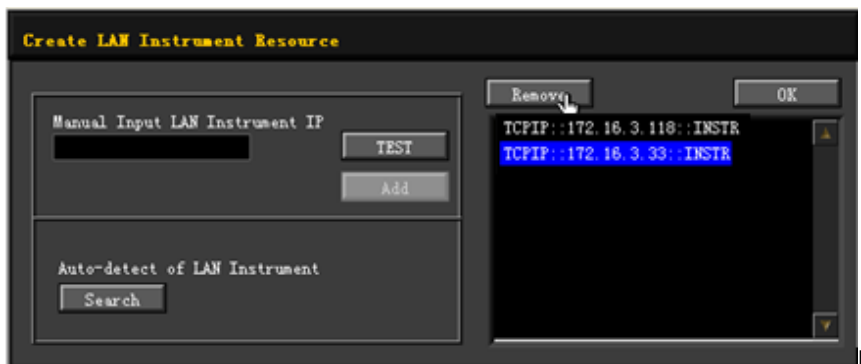 Create LAN Instrument Resource
Manual Input LAN Instrument IP
TEST
Add
Auto-detect of LAN Instrument
Search
Remove
OK
TCPIP::172.16.3.118::INSTR
TCPIP::172.16.3.33::INSTR